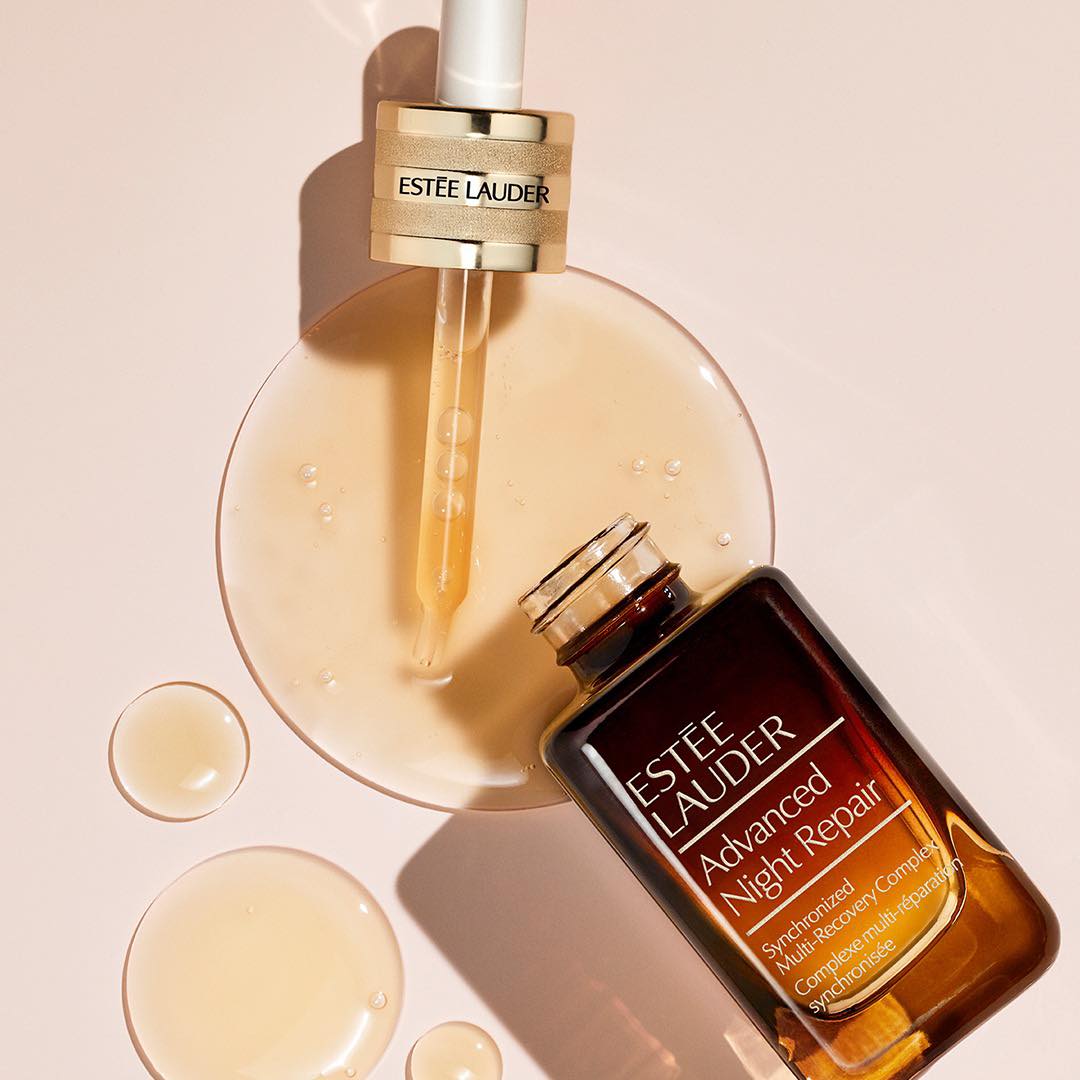 ESTĒE LAUDER
ESTĒE
LAUDER
Advanced
Night Repair
Synchronized
Multi-Recovery Complex
Complexe multi-réparation
synchronisée